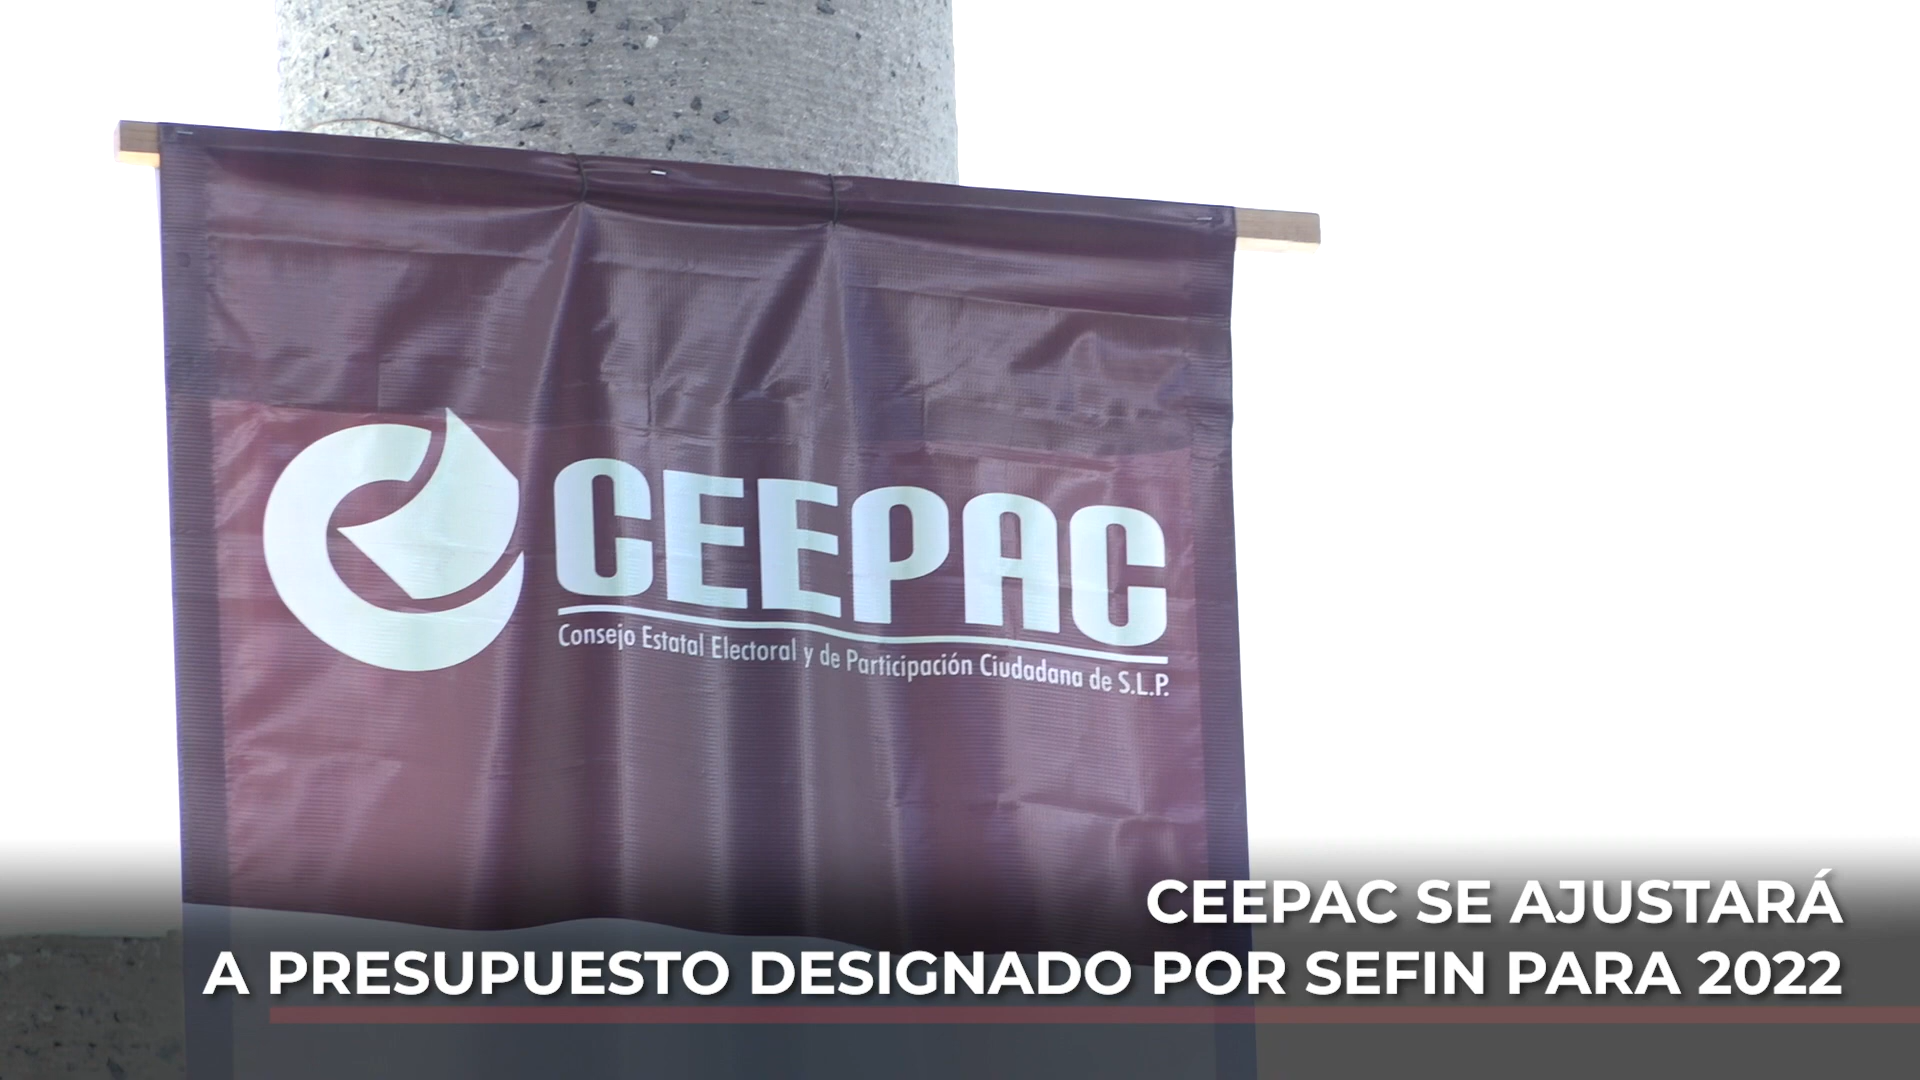 CEEPAC
Consejo Estatal Electoral y de Participación Ciudadana de S.L.P.
CEEPAC SE AJUSTARÁ
A PRESUPUESTO DESIGNADO POR SEFIN PARA 2022